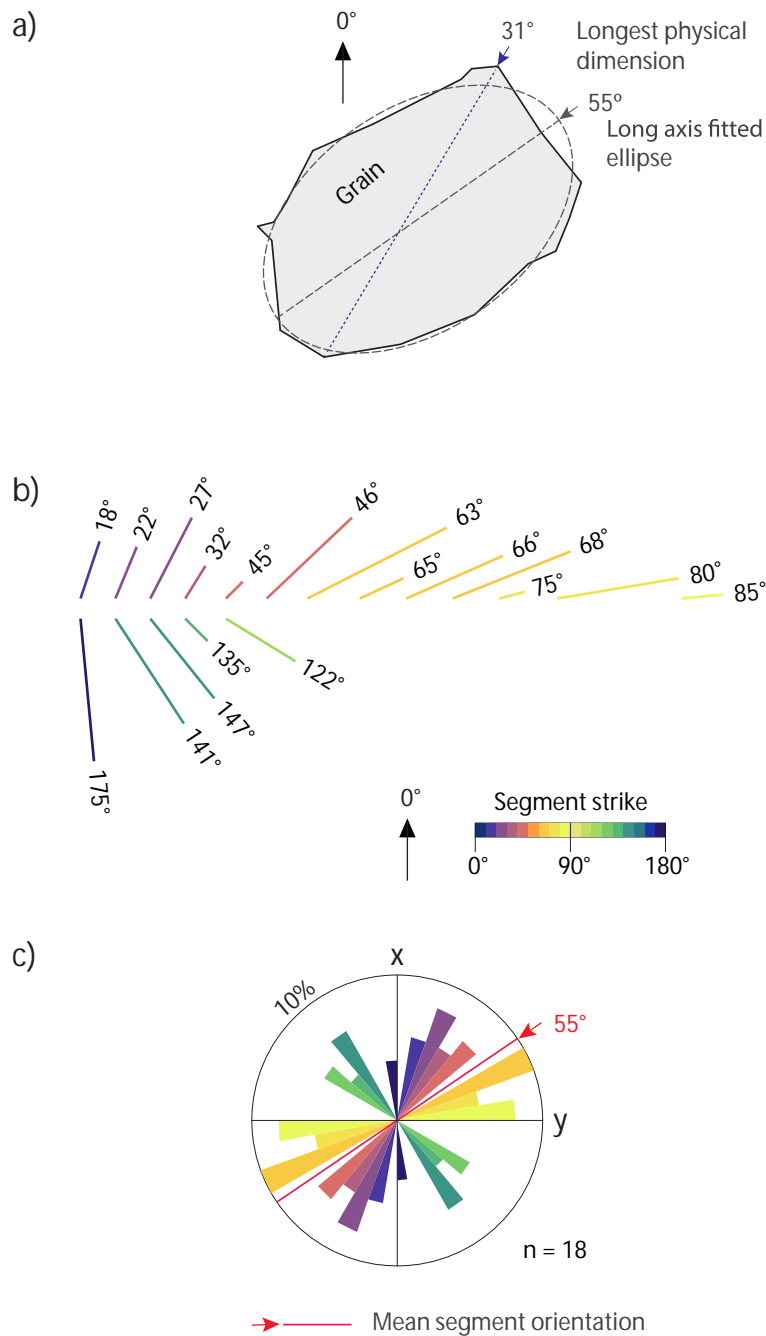 a)
0°
31°
Longest physical
dimension
55°
Long axis fitted
ellipse
Grain
b)
18°
22°
27°
32°
45°
46°
63°
65°
66°
68°
75°
80°
85°
175°
141°
147°
135°
122°
0°
Segment strike
0° 90° 180°
c)
x
10%
55°
y
n = 18
Mean segment orientation